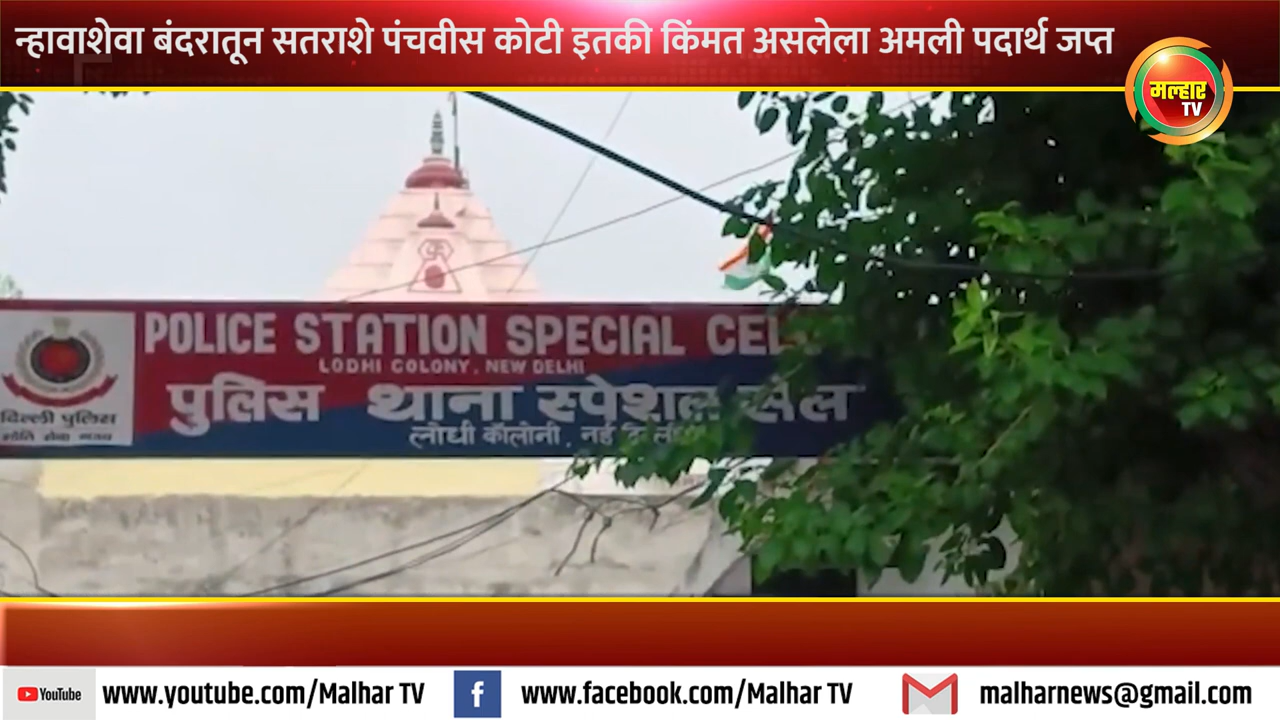 न्हावाशेवा बंदरातून सतराशे पंचवीस कोटी इतकी किंमत असलेला अमली पदार्थ जप्त
मल्हार
TV
POLICE STATION SPECIAL
LODHI COLONY, NEW DELHI
पुलिस थाना स्पेशल सेल
लोधी कॉलोनी, नई
दिल्ली पुलिस
YouTube www.youtube.com/Malhar TV f www.facebook.com/Malhar TV malharnews@gmail.com